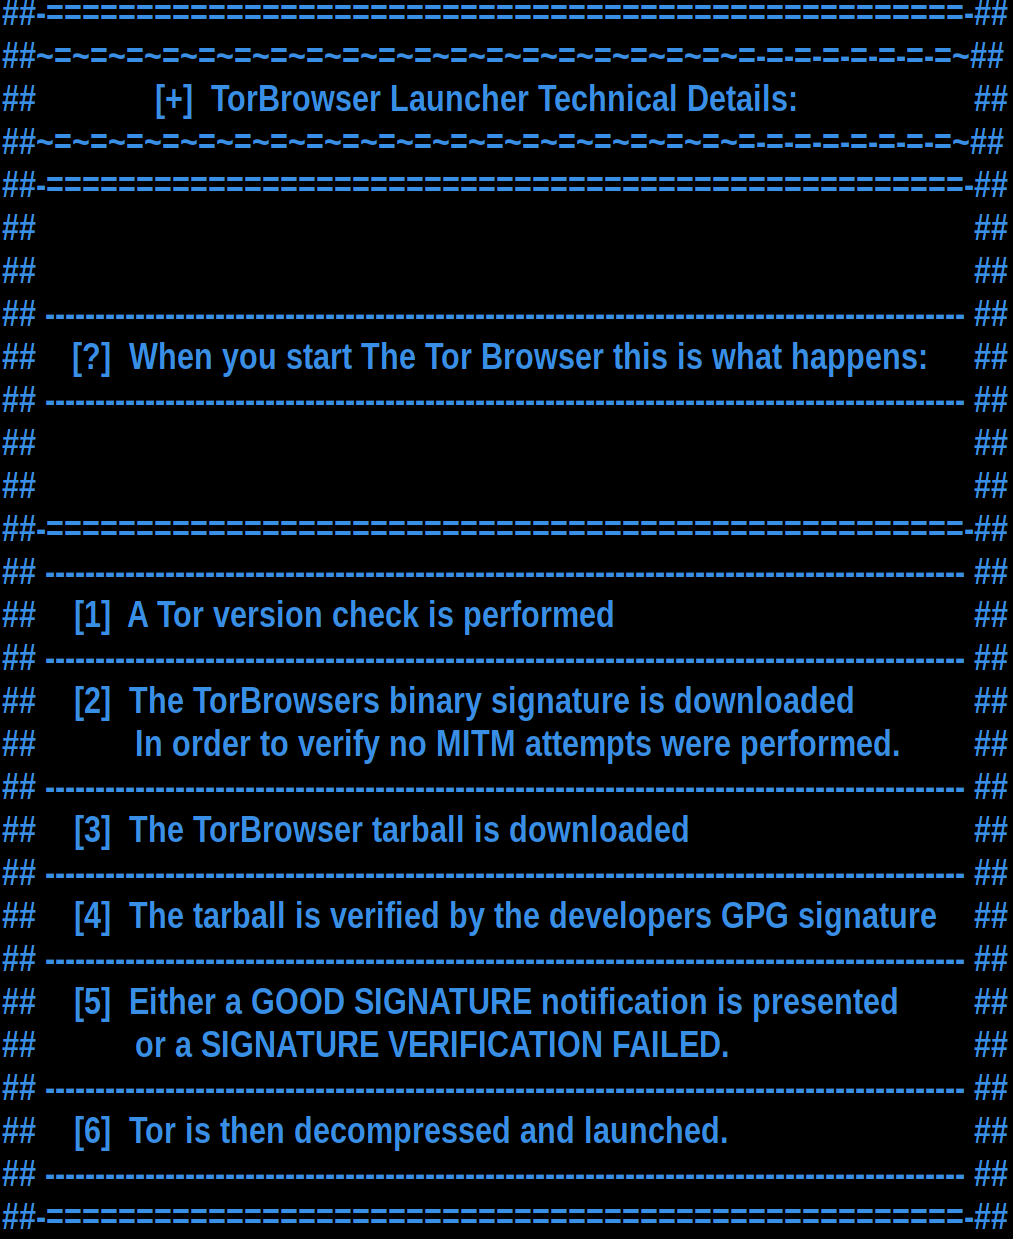 ##-===================================================-##
##~=~=~=~=~=~=~=~=~=~=~=~=~=~=~=~=~=~=~=~=-=-=-=-=-=-=-=~##
## [+] TorBrowser Launcher Technical Details: ##
##~=~=~=~=~=~=~=~=~=~=~=~=~=~=~=~=~=~=~=~=-=-=-=-=-=-=-=~##
##-===================================================-##
## ##
## ##
## -------------------------------------------------------------------------------------------- ##
## [?] When you start The Tor Browser this is what happens: ##
## -------------------------------------------------------------------------------------------- ##
## ##
## ##
##-===================================================-##
## -------------------------------------------------------------------------------------------- ##
## [1] A Tor version check is performed ##
## -------------------------------------------------------------------------------------------- ##
## [2] The TorBrowsers binary signature is downloaded ##
## In order to verify no MITM attempts were performed. ##
## -------------------------------------------------------------------------------------------- ##
## [3] The TorBrowser tarball is downloaded ##
## -------------------------------------------------------------------------------------------- ##
## [4] The tarball is verified by the developers GPG signature ##
## -------------------------------------------------------------------------------------------- ##
## [5] Either a GOOD SIGNATURE notification is presented ##
## or a SIGNATURE VERIFICATION FAILED. ##
## -------------------------------------------------------------------------------------------- ##
## [6] Tor is then decompressed and launched. ##
## -------------------------------------------------------------------------------------------- ##
##-===================================================-##